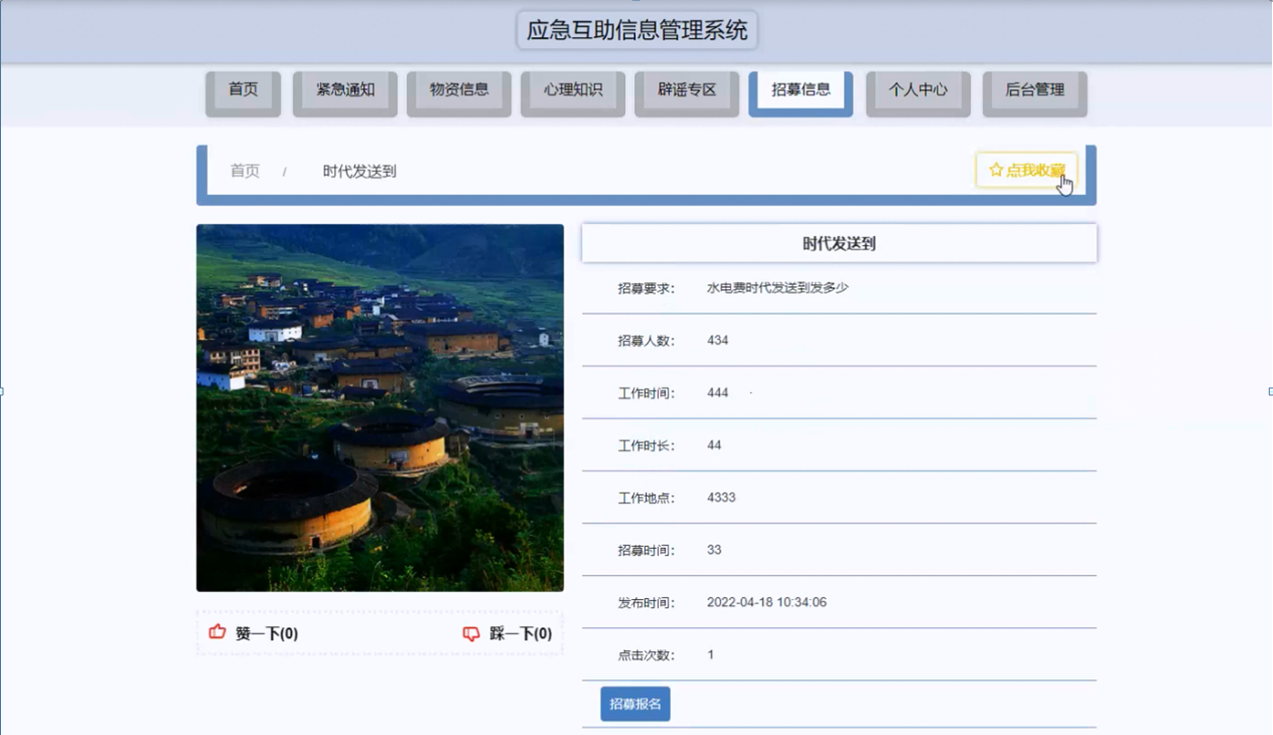 应急互助信息管理系统
首页 紧急通知 物资信息 心理知识 辟谣专区 招募信息 个人中心 后台管理
首页 / 时代发送到 点我收藏
时代发送到
招募要求： 水电费时代发送到发多少
招募人数： 434
工作时间： 444
工作时长： 44
工作地点： 4333
招募时间： 33
发布时间： 2022-04-18 10:34:06
点击次数： 1
赞一下(0) 踩一下(0)
招募报名